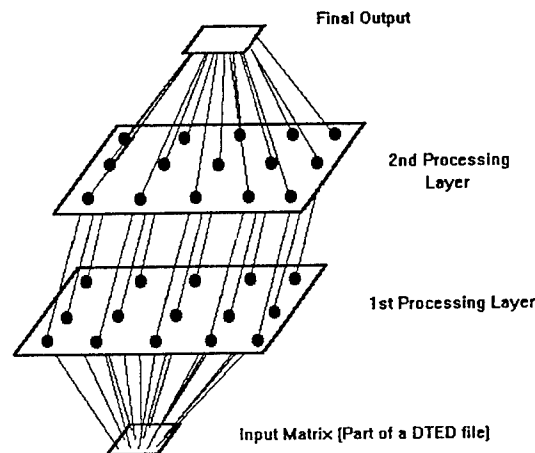 Final Output
2nd Processing
Layer
1st Processing Layer
Input Matrix (Part of a DTED file)